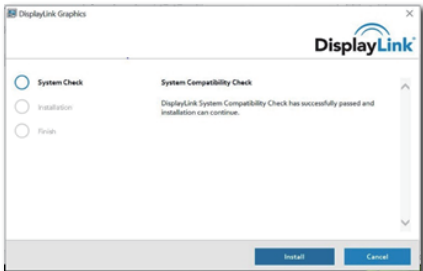 DisplayLink Graphics
DisplayLink
System Check
System Compatibility Check
DisplayLink System Compatibility Check has successfully passed and
installation can continue.
Installation
Finish
Install
Cancel